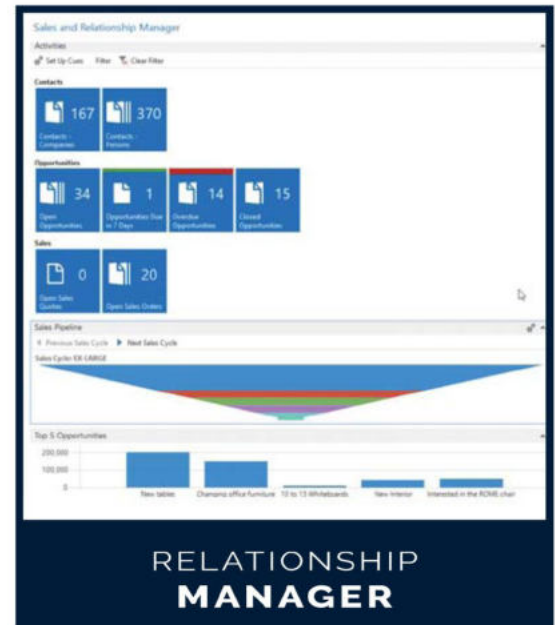 Sales and Relationship Manager
Activities
Set Up Cues Filter Clear Filter
Contacts
167 370
Contacts - Companies Contacts - Persons
Opportunities
34 1 14 15
Open Opportunities Opportunities Due in 7 Days Overdue Opportunities Closed Opportunities
Sales
0 20
Open Sales Quotes Open Sales Orders
Sales Pipeline
Previous Sales Cycle Next Sales Cycle
Sales Cycle: EX-LARGE
Top 5 Opportunities
200,000
100,000
0
New tables Changing office furniture 10 to 15 Whiteboards New Interior Interested in the ROME chair
RELATIONSHIP
MANAGER